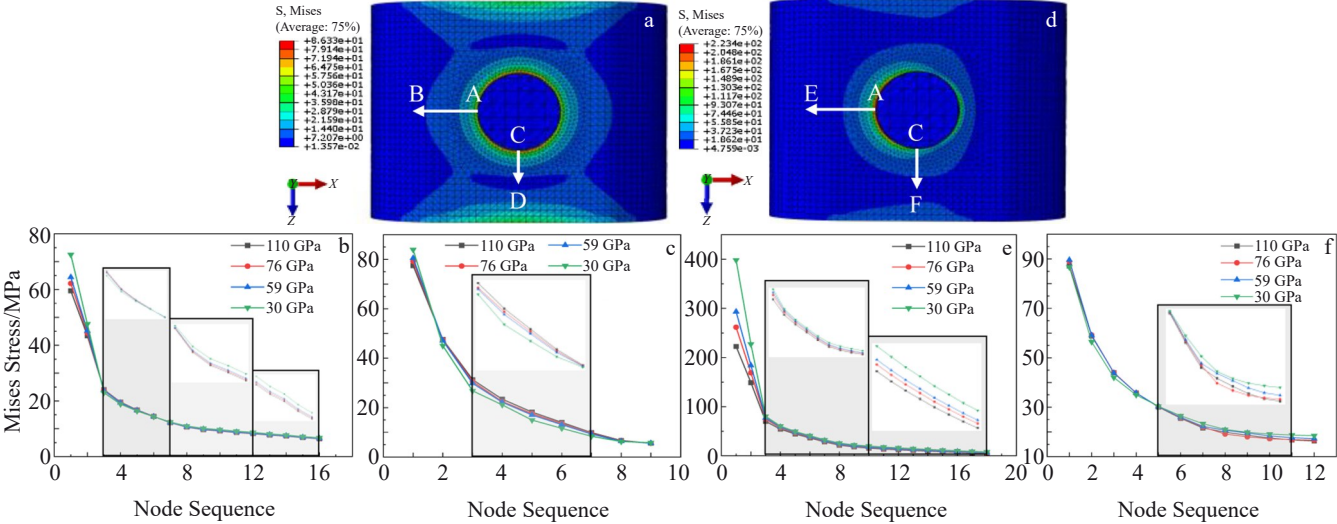 S, Mises
(Average: 75%)
+8.633e+01
+7.914e+01
+7.194e+01
+6.475e+01
+5.756e+01
+5.036e+01
+4.317e+01
+3.598e+01
+2.879e+01
+2.159e+01
+1.440e+01
+7.207e+00
+1.357e-02
Y
X
Z
a
B
A
C
D
S, Mises
(Average: 75%)
+2.234e+02
+2.048e+02
+1.861e+02
+1.675e+02
+1.489e+02
+1.303e+02
+1.117e+02
+9.307e+01
+7.446e+01
+5.585e+01
+3.723e+01
+1.862e+01
+4.759e-03
Y
X
Z
d
E
A
C
F
Mises Stress/MPa
80
60
40
20
0
b
110 GPa
76 GPa
59 GPa
30 GPa
0 4 8 12 16
Node Sequence
80
60
40
20
0
c
110 GPa 59 GPa
76 GPa 30 GPa
0 2 4 6 8 10
Node Sequence
400
300
200
100
0
e
110 GPa
76 GPa
59 GPa
30 GPa
0 4 8 12 16 20
Node Sequence
90
70
50
30
10
f
110 GPa
76 GPa
59 GPa
30 GPa
0 2 4 6 8 10 12
Node Sequence